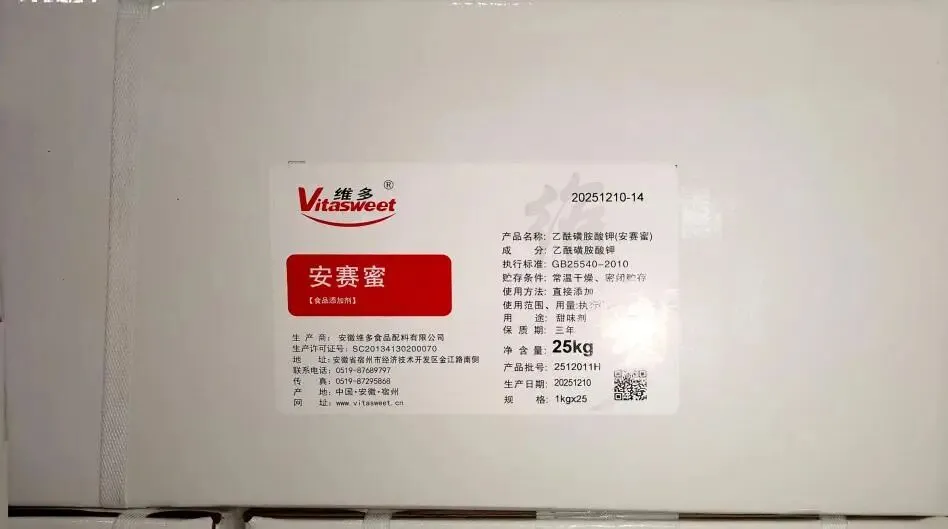 维多®
Vitasweet
20251210-14
安赛蜜
【食品添加剂】
生 产 商: 安徽维多食品配料有限公司
生产许可证号: SC20134130200070
地 址: 安徽省宿州市经济技术开发区金江路南侧
联系电话: 0519-87689797
传 真: 0519-87295868
产 地: 中国·安徽·宿州
网 址: www.vitasweet.cn
产品名称: 乙酰磺胺酸钾(安赛蜜)
成 分: 乙酰磺胺酸钾
执行标准: GB25540-2010
贮存条件: 常温干燥、密闭贮存
使用方法: 直接添加
使用范围、用量:执行
用 途: 甜味剂
保 质 期: 三年
净 含 量: 25kg
产品批号: 2512011H
生产日期: 20251210
规 格: 1kgx25